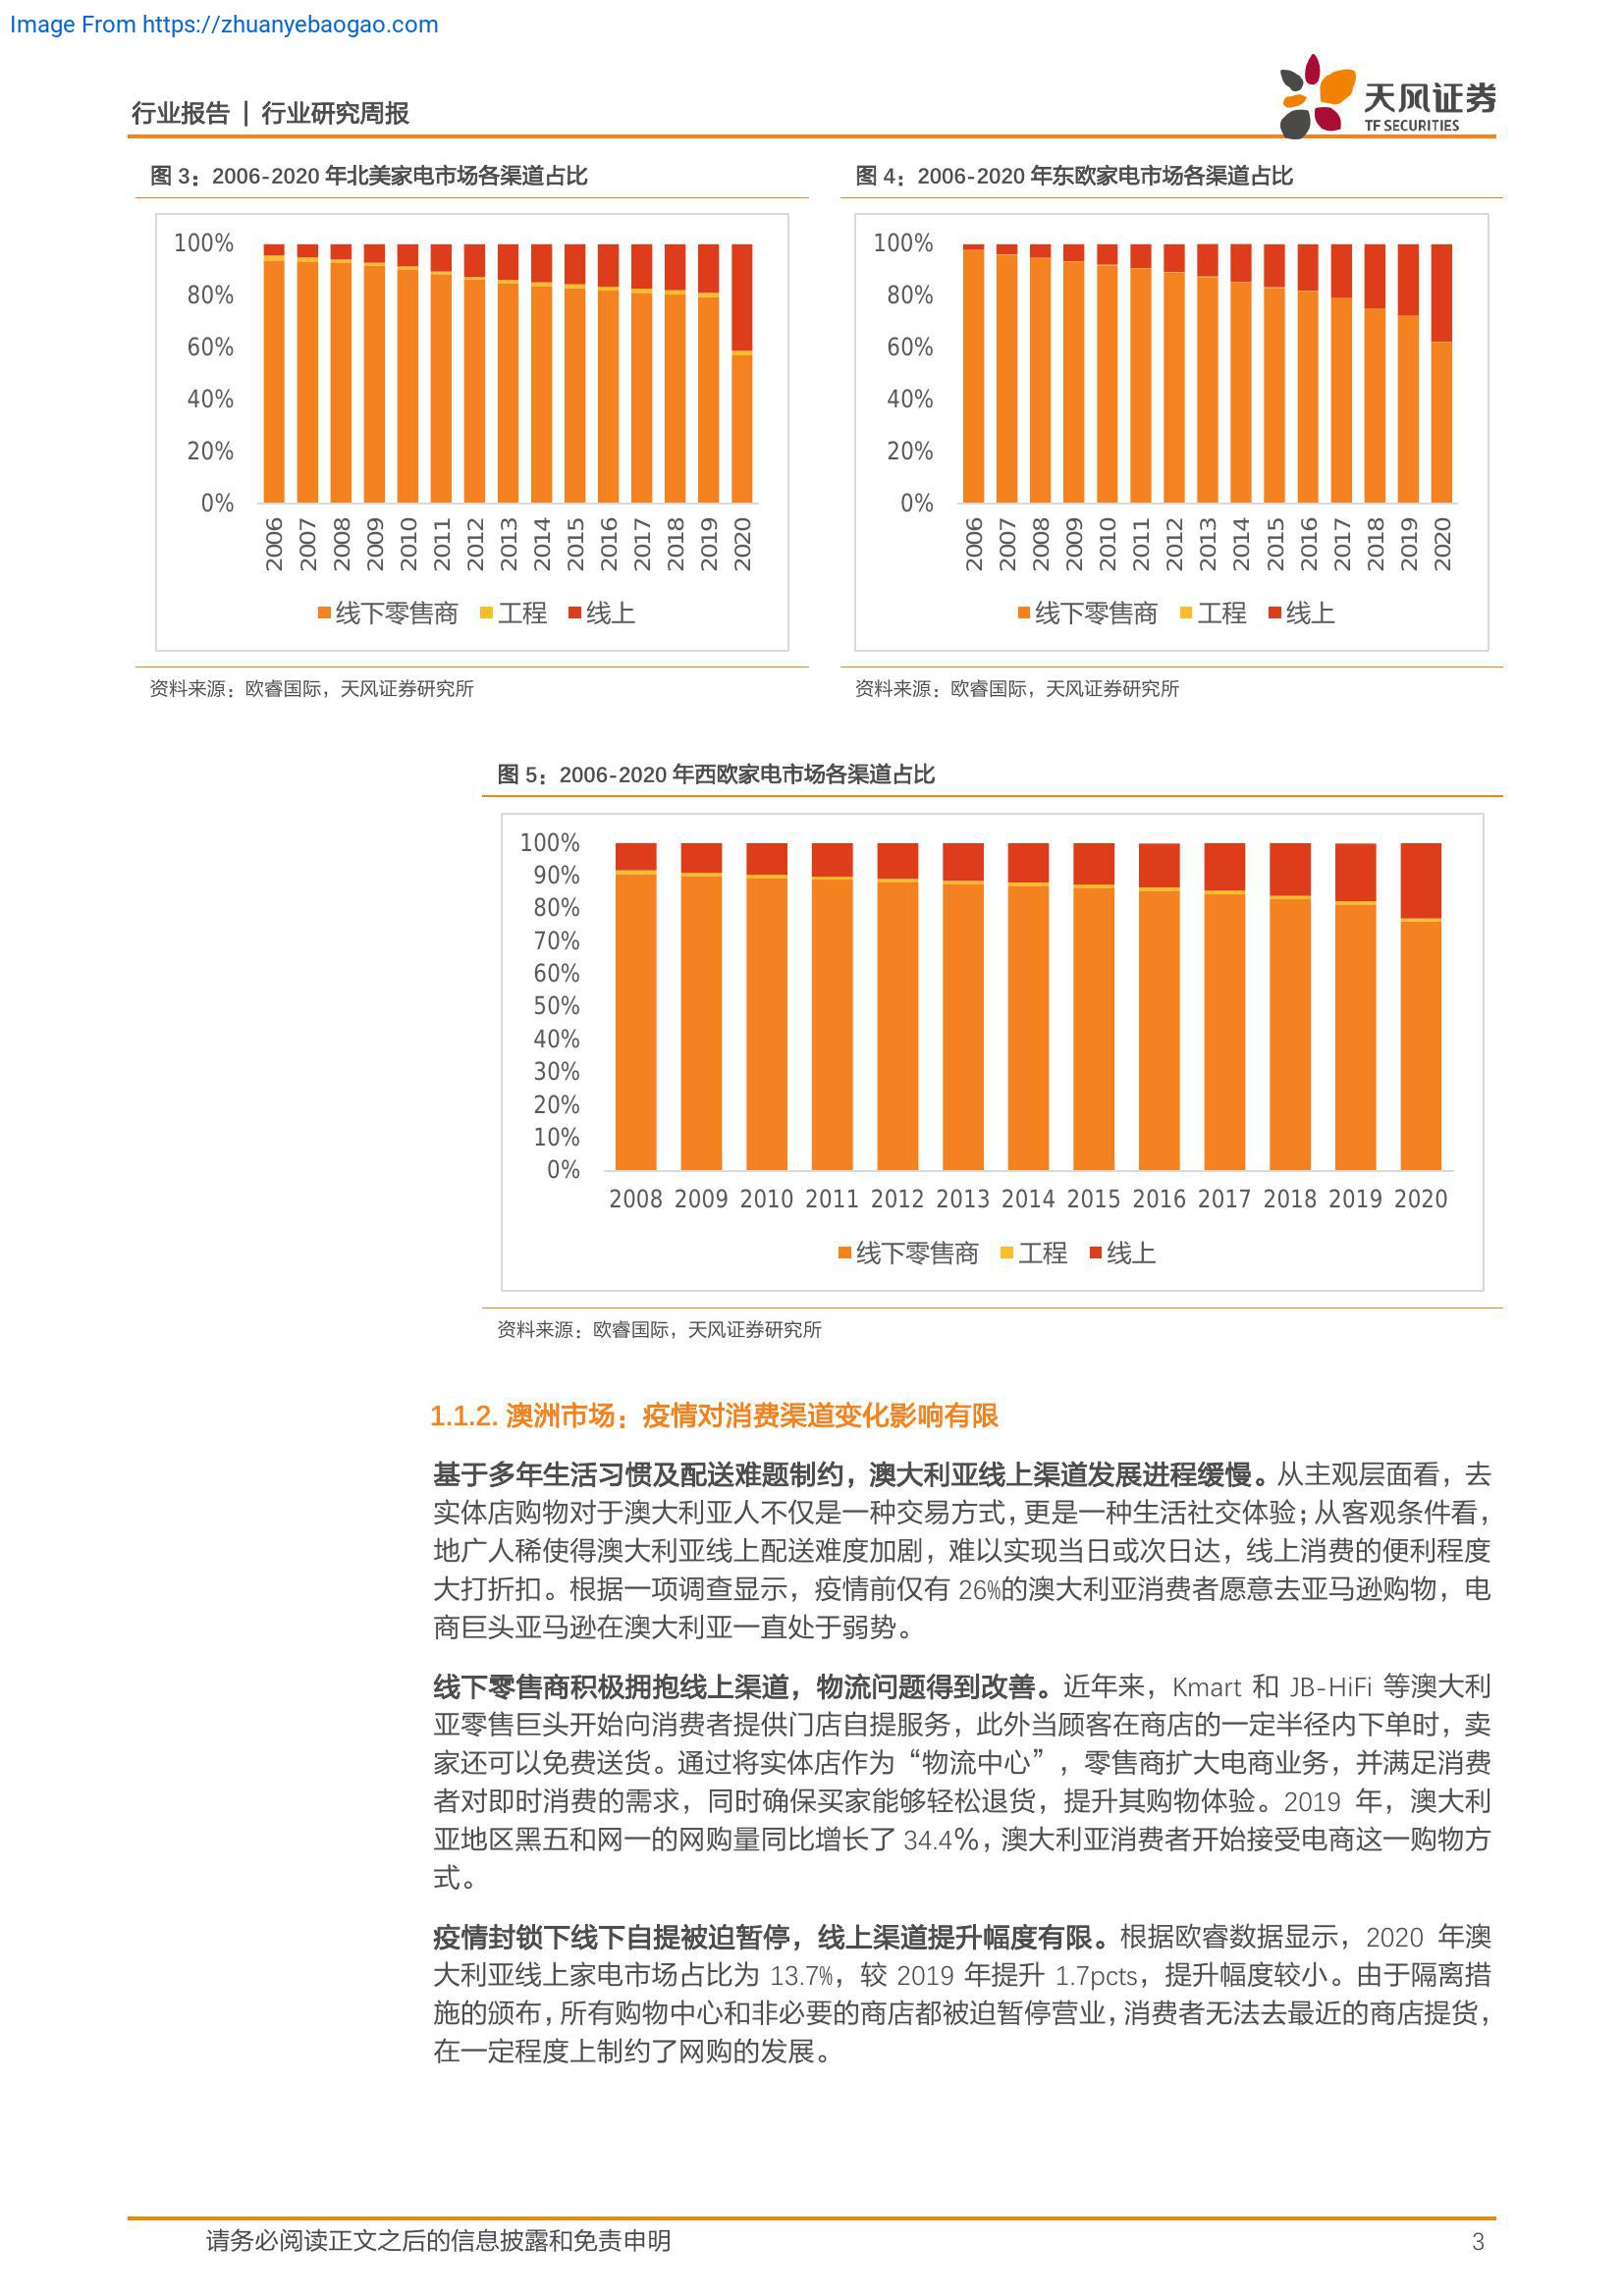 Image From https://zhuanyebaogao.com
行业报告 | 行业研究周报
天风证券
TF SECURITIES
图 3：2006-2020 年北美家电市场各渠道占比
100%
80%
60%
40%
20%
0%
2006 2007 2008 2009 2010 2011 2012 2013 2014 2015 2016 2017 2018 2019 2020
线下零售商 工程 线上
资料来源：欧睿国际，天风证券研究所
图 4：2006-2020 年东欧家电市场各渠道占比
100%
80%
60%
40%
20%
0%
2006 2007 2008 2009 2010 2011 2012 2013 2014 2015 2016 2017 2018 2019 2020
线下零售商 工程 线上
资料来源：欧睿国际，天风证券研究所
图 5：2006-2020 年西欧家电市场各渠道占比
100%
90%
80%
70%
60%
50%
40%
30%
20%
10%
0%
2008 2009 2010 2011 2012 2013 2014 2015 2016 2017 2018 2019 2020
线下零售商 工程 线上
资料来源：欧睿国际，天风证券研究所
1.1.2. 澳洲市场：疫情对消费渠道变化影响有限
基于多年生活习惯及配送难题制约，澳大利亚线上渠道发展进程缓慢。从主观层面看，去
实体店购物对于澳大利亚人不仅是一种交易方式，更是一种生活社交体验；从客观条件看，
地广人稀使得澳大利亚线上配送难度加剧，难以实现当日或次日达，线上消费的便利程度
大打折扣。根据一项调查显示，疫情前仅有 26%的澳大利亚消费者愿意去亚马逊购物，电
商巨头亚马逊在澳大利亚一直处于弱势。
线下零售商积极拥抱线上渠道，物流问题得到改善。近年来，Kmart 和 JB-HiFi 等澳大利
亚零售巨头开始向消费者提供门店自提服务，此外当顾客在商店的一定半径内下单时，卖
家还可以免费送货。通过将实体店作为“物流中心”，零售商扩大电商业务，并满足消费
者对即时消费的需求，同时确保买家能够轻松退货，提升其购物体验。2019 年，澳大利
亚地区黑五和网一的网购量同比增长了 34.4%，澳大利亚消费者开始接受电商这一购物方
式。
疫情封锁下线下自提被迫暂停，线上渠道提升幅度有限。根据欧睿数据显示，2020 年澳
大利亚线上家电市场占比为 13.7%，较 2019 年提升 1.7pcts，提升幅度较小。由于隔离措
施的颁布，所有购物中心和非必要的商店都被迫暂停营业，消费者无法去最近的商店提货，
在一定程度上制约了网购的发展。
请务必阅读正文之后的信息披露和免责申明
3